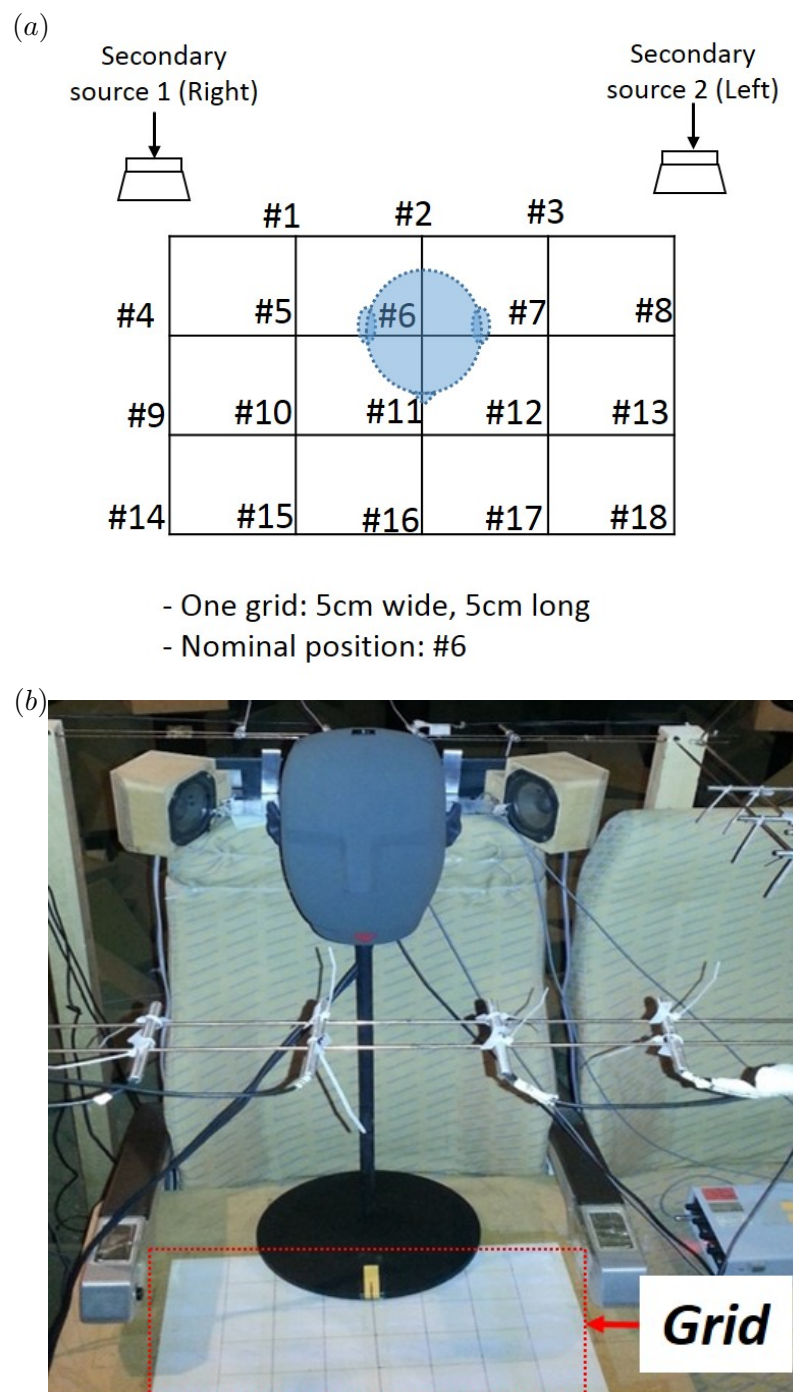 (a)
Secondary
source 1 (Right)
Secondary
source 2 (Left)
#1 #2 #3
#4 #5 #6 #7 #8
#9 #10 #11 #12 #13
#14 #15 #16 #17 #18
- One grid: 5cm wide, 5cm long
- Nominal position: #6
(b)
Grid